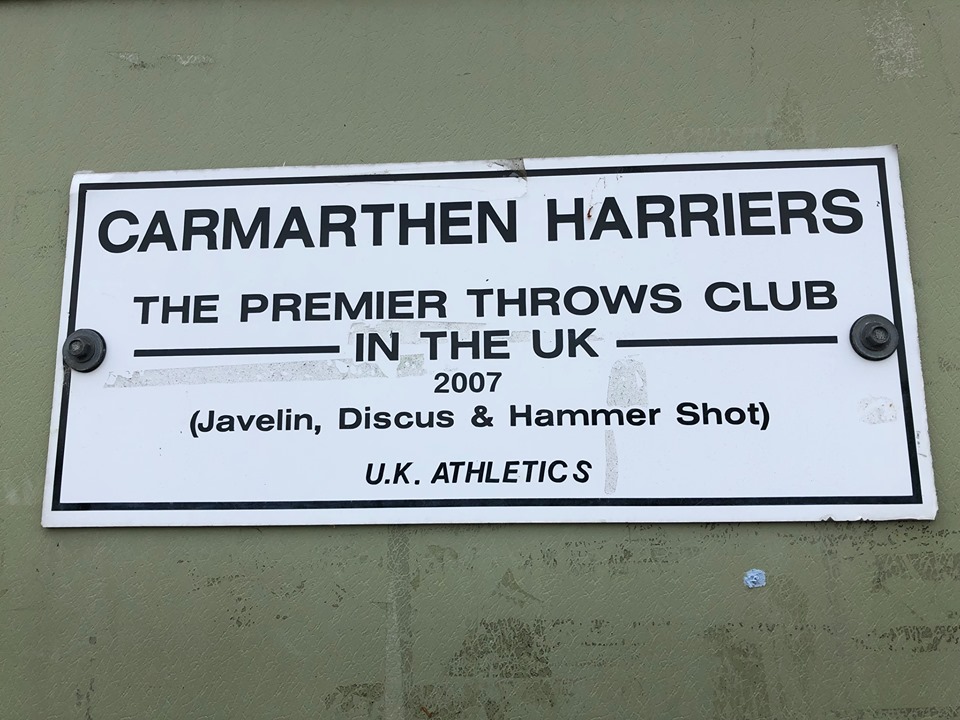 CARMARTHEN HARRIERS
THE PREMIER THROWS CLUB
IN THE UK
2007
(Javelin, Discus & Hammer Shot)
U.K. ATHLETICS